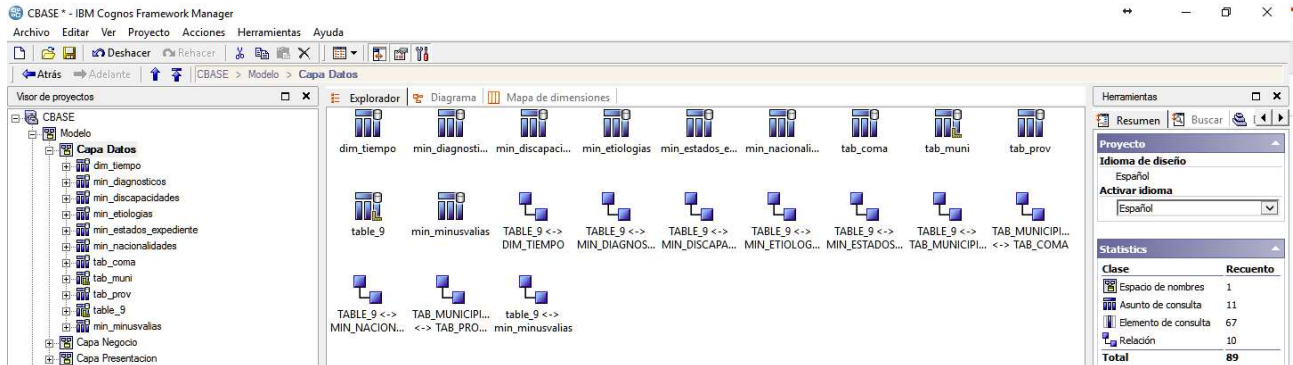 CBASE * - IBM Cognos Framework Manager
Archivo Editar Ver Proyecto Acciones Herramientas Ayuda
Deshacer Rehacer
Atrás Adelante CBASE > Modelo > Capa Datos
Visor de proyectos
CBASE
Modelo
Capa Datos
dim_tiempo
min_diagnosticos
min_discapacidades
min_etiologias
min_estados_expediente
min_nacionalidades
tab_coma
tab_muni
tab_prov
table_9
min_minusvalias
Capa Negocio
Capa Presentacion
Explorador Diagrama Mapa de dimensiones
dim_tiempo min_diagnosti... min_discapaci... min_etiologias min_estados_e... min_nacionali... tab_coma tab_muni tab_prov
table_9 min_minusvalias TABLE_9 <-> TABLE_9 <-> TABLE_9 <-> TABLE_9 <-> TABLE_9 <-> TABLE_9 <-> TAB_MUNICIPI...
DIM_TIEMPO MIN_DIAGNOS... MIN_DISCAPA... MIN_ETIOLOG... MIN_ESTADOS... TAB_MUNICIPI... <-> TAB_COMA
TABLE_9 <-> TAB_MUNICIPI... table_9 <->
MIN_NACION... <-> TAB_PRO... min_minusvalias
Herramientas
Resumen Buscar
Proyecto
Idioma de diseño
Español
Activar idioma
Español
Statistics
Clase Recuento
Espacio de nombres 1
Asunto de consulta 11
Elemento de consulta 67
Relación 10
Total 89